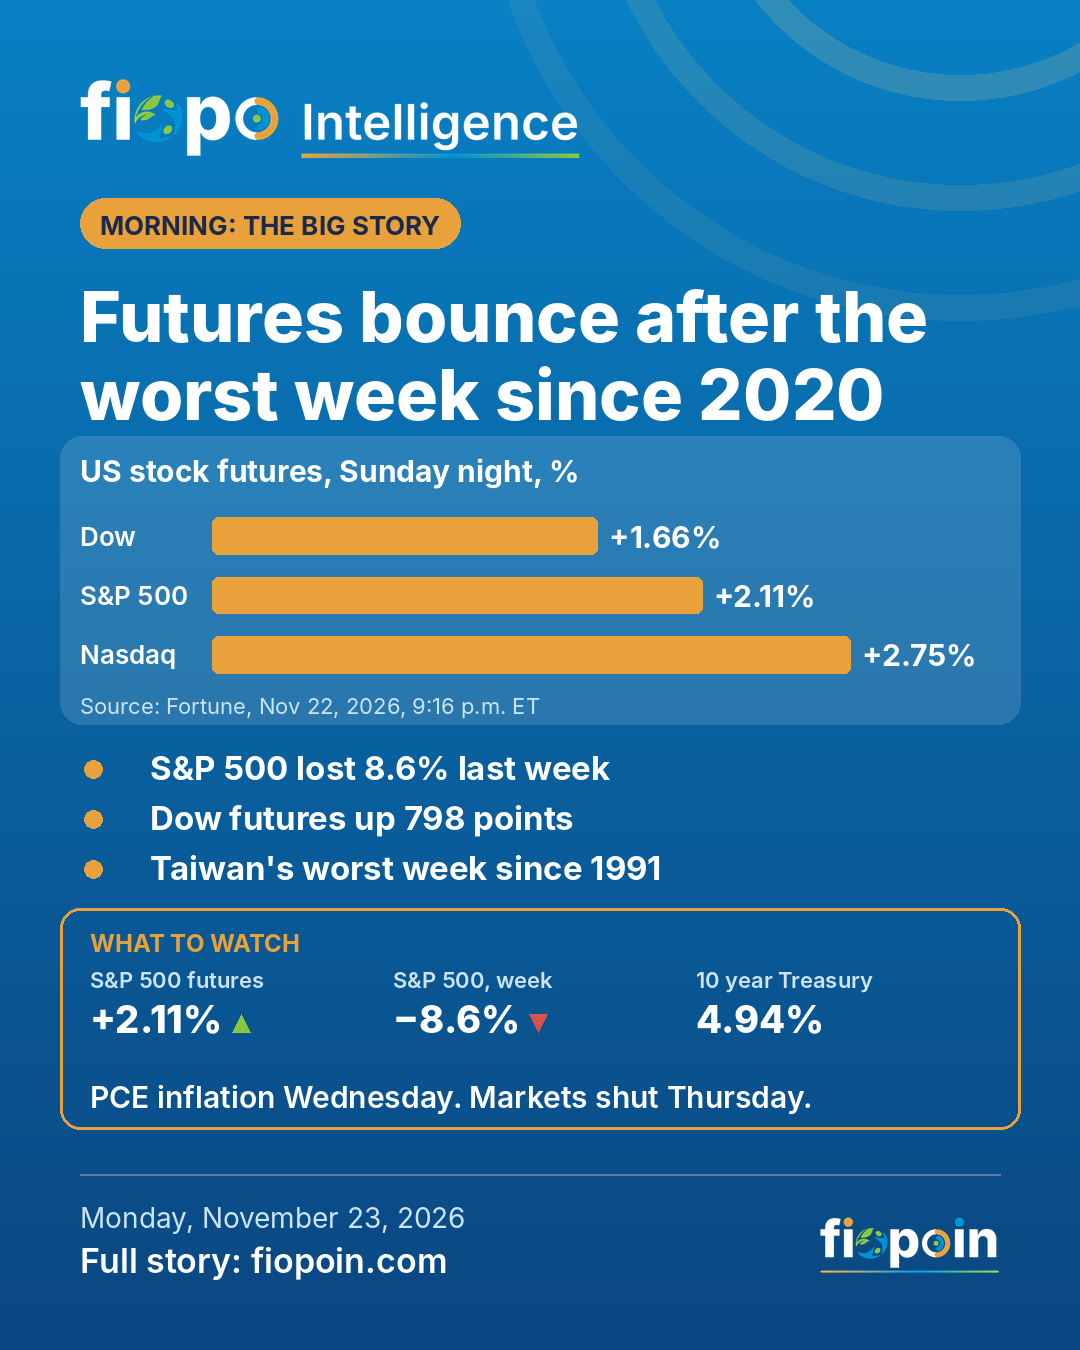 fiopo Intelligence
MORNING: THE BIG STORY
Futures bounce after the
worst week since 2020
US stock futures, Sunday night, %
Dow +1.66%
S&P 500 +2.11%
Nasdaq +2.75%
Source: Fortune, Nov 22, 2026, 9:16 p.m. ET
S&P 500 lost 8.6% last week
Dow futures up 798 points
Taiwan's worst week since 1991
WHAT TO WATCH
S&P 500 futures S&P 500, week 10 year Treasury
+2.11% ▲ −8.6% ▼ 4.94%
PCE inflation Wednesday. Markets shut Thursday.
Monday, November 23, 2026
Full story: fiopoin.com
fiopoin